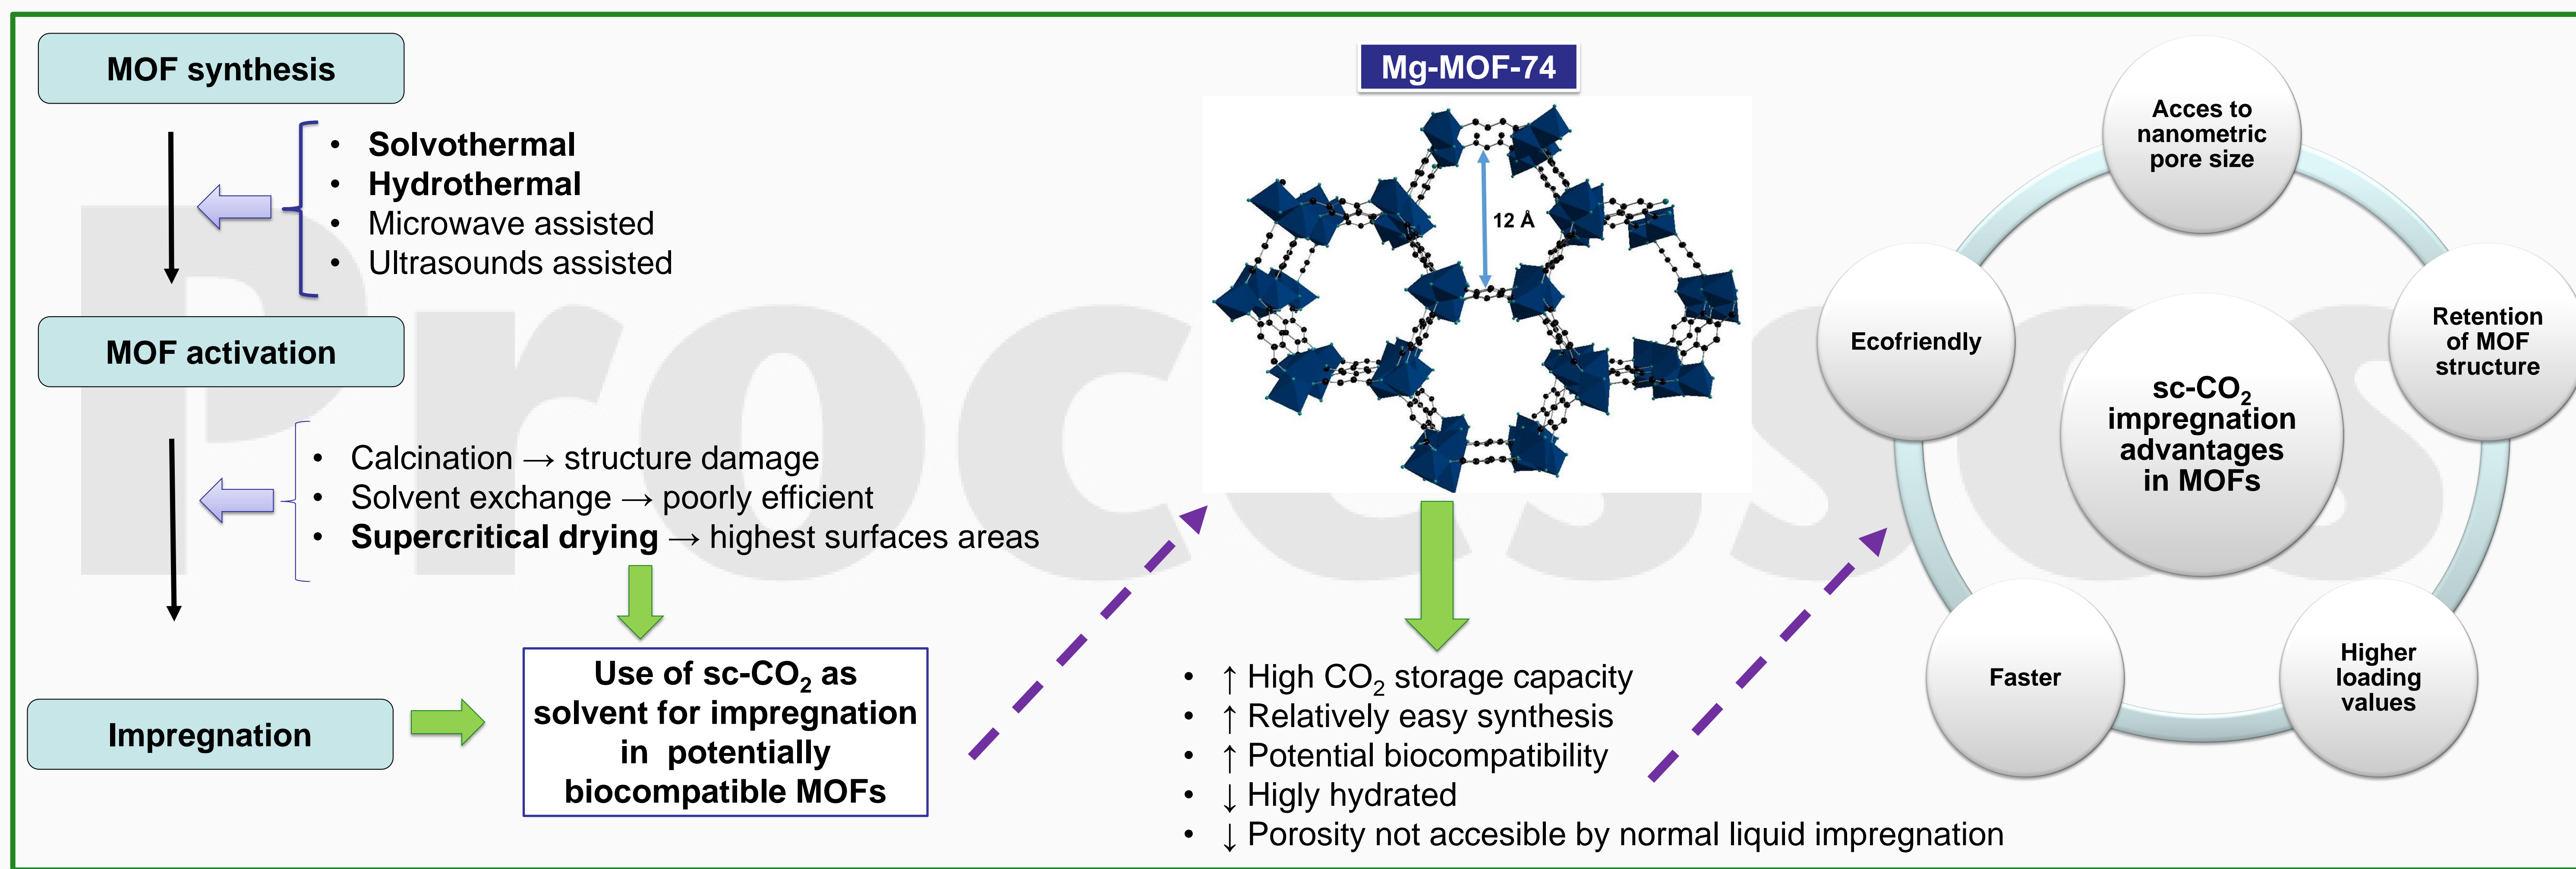 MOF synthesis
• Solvothermal
• Hydrothermal
• Microwave assisted
• Ultrasounds assisted
MOF activation
• Calcination → structure damage
• Solvent exchange → poorly efficient
• Supercritical drying → highest surfaces areas
Impregnation
Use of sc-CO₂ as
solvent for impregnation
in potentially
biocompatible MOFs
Mg-MOF-74
12 Å
• ↑ High CO₂ storage capacity
• ↑ Relatively easy synthesis
• ↑ Potential biocompatibility
• ↓ Higly hydrated
• ↓ Porosity not accesible by normal liquid impregnation
Acces to
nanometric
pore size
Retention
of MOF
structure
Higher
loading
values
Faster
Ecofriendly
sc-CO₂
impregnation
advantages
in MOFs
Processes